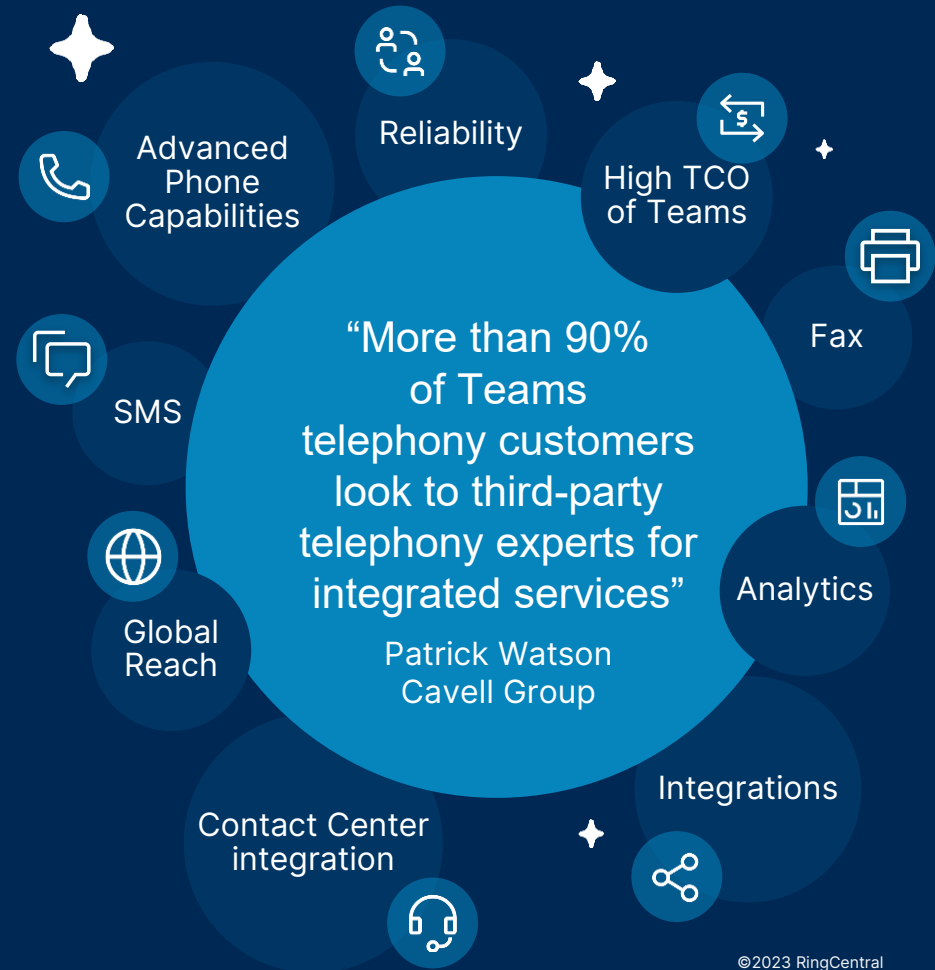 Reliability
Advanced
Phone
Capabilities
High TCO
of Teams
$
Fax
SMS
“More than 90%
of Teams
telephony customers
look to third-party
telephony experts for
integrated services”
Patrick Watson
Cavell Group
Analytics
Global
Reach
Integrations
Contact Center
integration
©2023 RingCentral